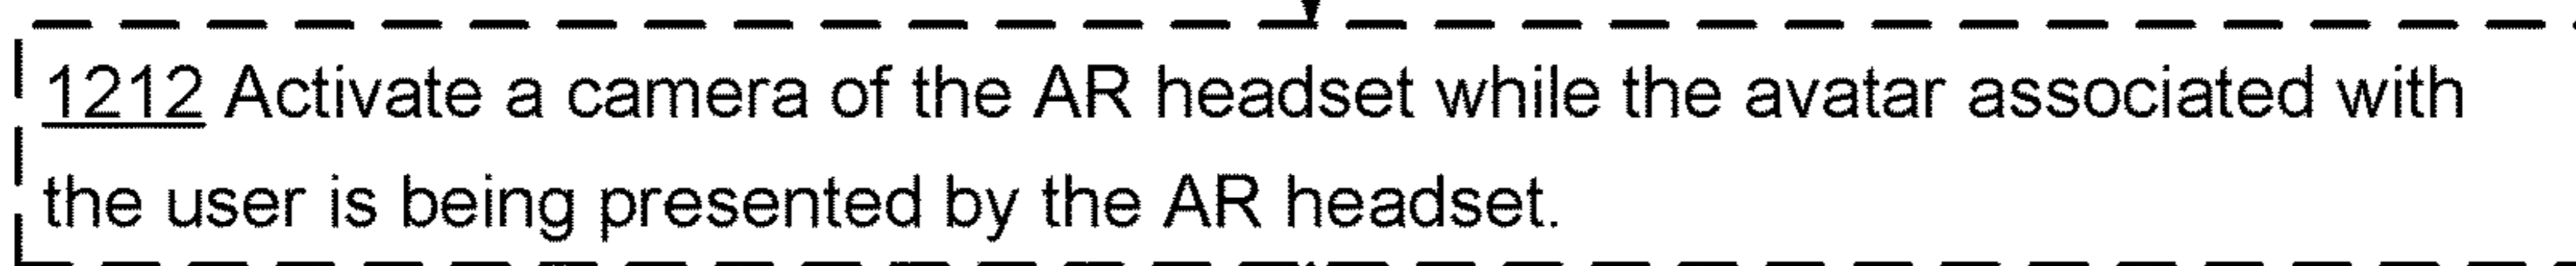 1212 Activate a camera of the AR headset while the avatar associated with
the user is being presented by the AR headset.